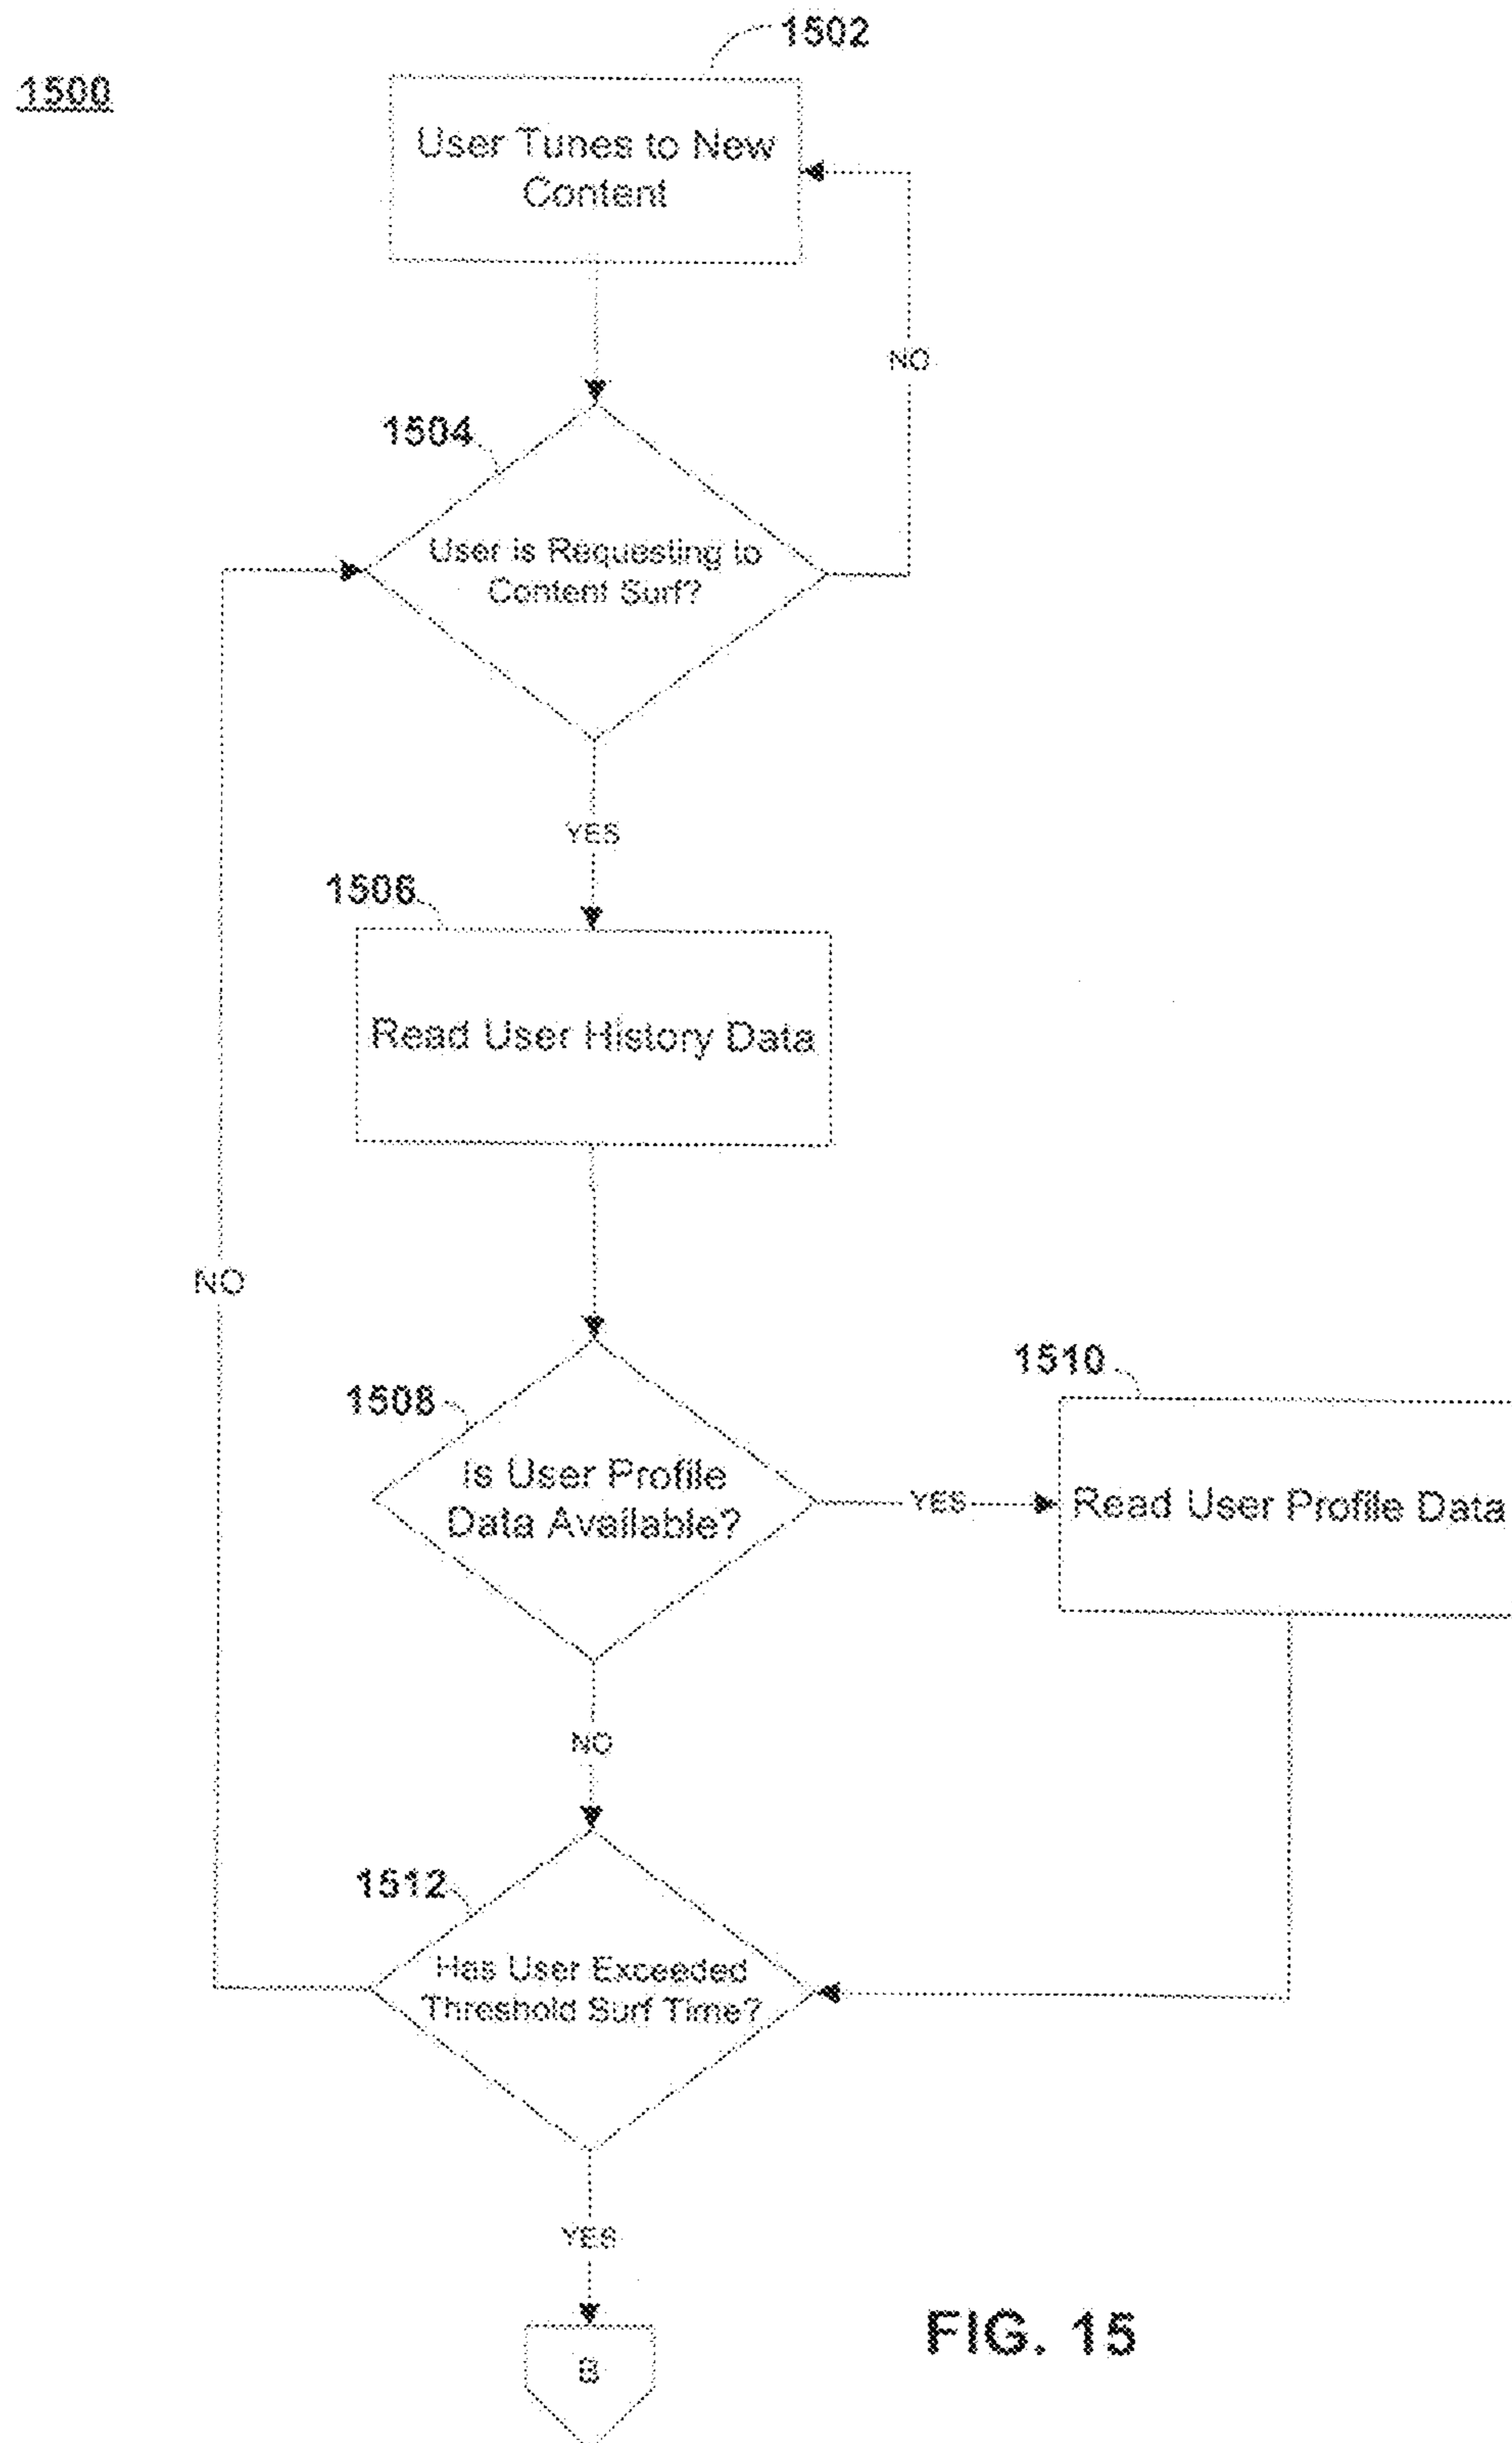 1500
1502
User Tunes to New
Content
NO
1504
User is Requesting to
Content Surf?
YES
1506
Read User History Data
NO
1508
Is User Profile
Data Available?
YES
1510
Read User Profile Data
NO
1512
Has User Exceeded
Threshold Surf Time?
YES
B
FIG. 15